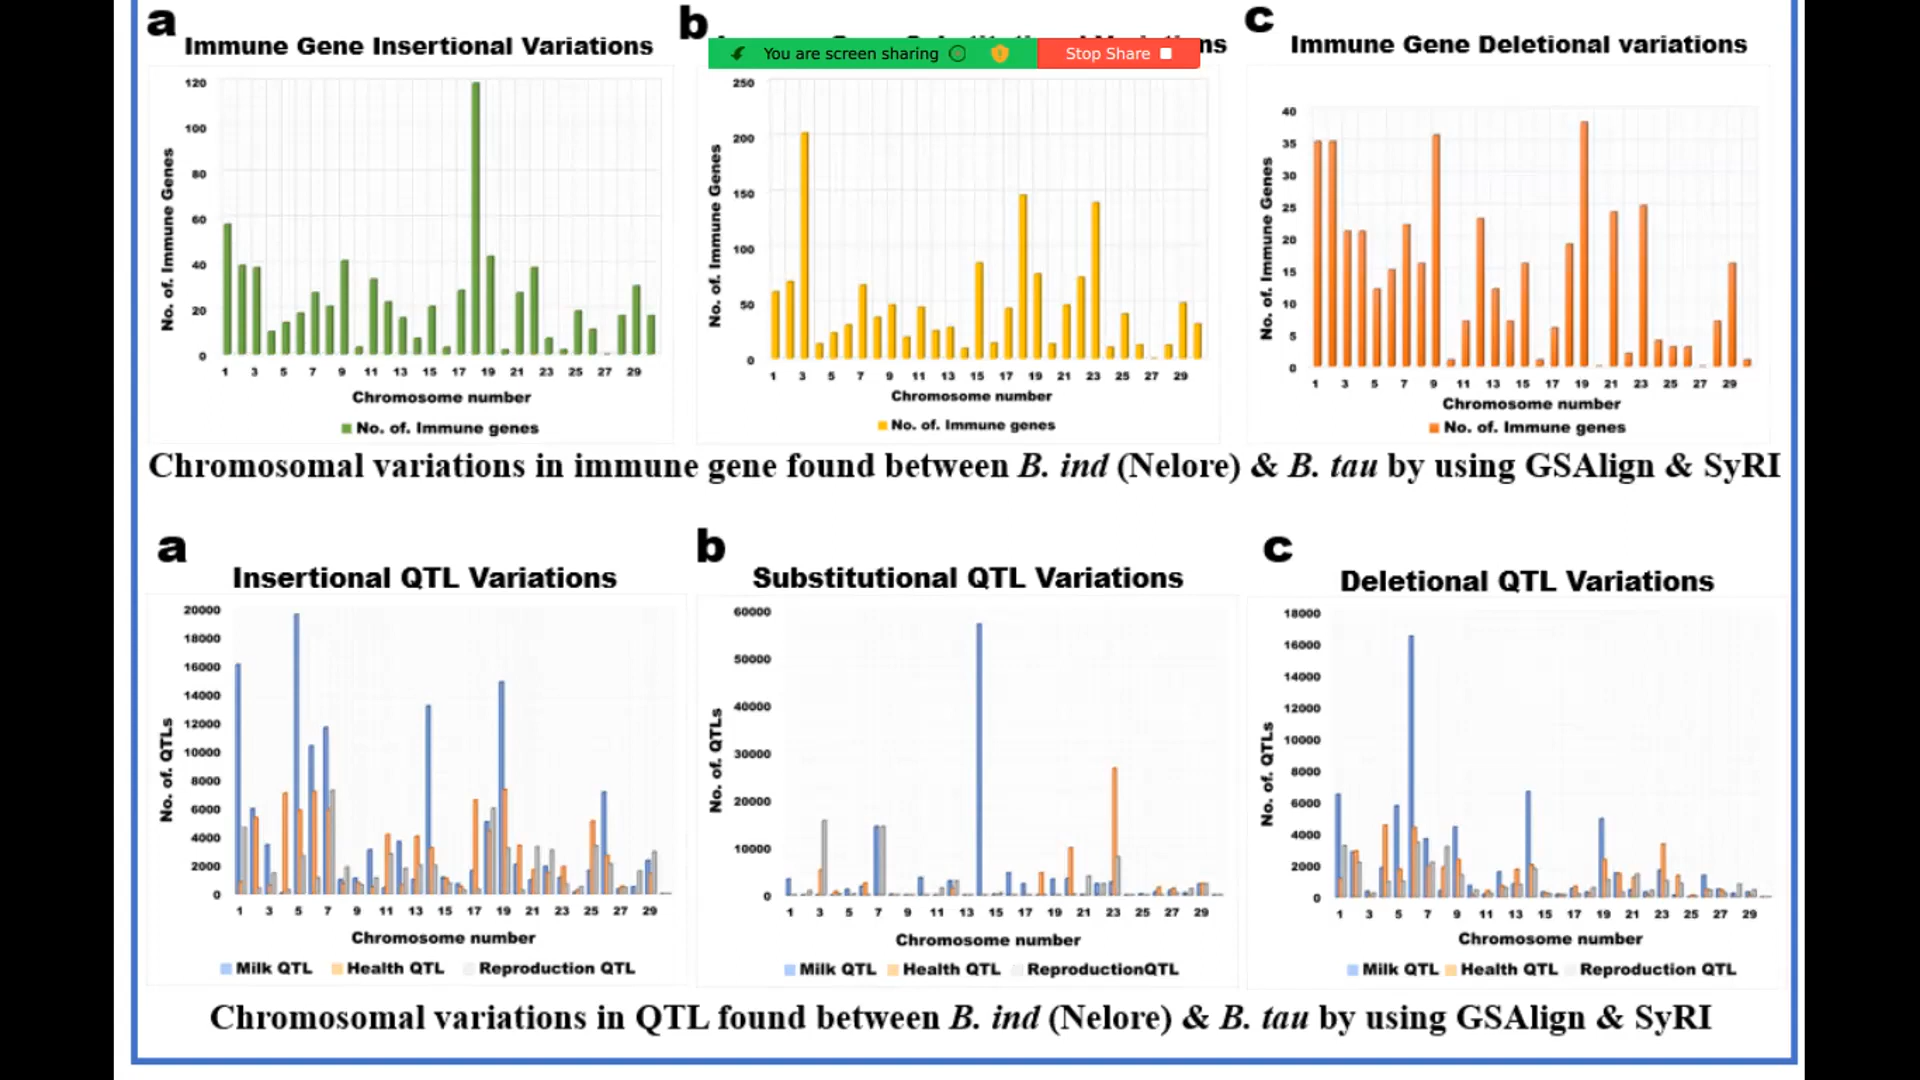 a
Immune Gene Insertional Variations
120
100
80
60
40
20
0
No. of. Immune Genes
1 3 5 7 9 11 13 15 17 19 21 23 25 27 29
Chromosome number
No. of. Immune genes
b
You are screen sharing
Stop Share
250
200
150
100
50
0
No. of. Immune Genes
1 3 5 7 9 11 13 15 17 19 21 23 25 27 29
Chromosome number
No. of. Immune genes
c
Immune Gene Deletional variations
40
35
30
25
20
15
10
5
0
No. of. Immune Genes
1 3 5 7 9 11 13 15 17 19 21 23 25 27 29
Chromosome number
No. of. Immune genes
Chromosomal variations in immune gene found between B. ind (Nelore) & B. tau by using GSAlign & SyRI
a
Insertional QTL Variations
20000
18000
16000
14000
12000
10000
8000
6000
4000
2000
0
No. of. QTLs
1 3 5 7 9 11 13 15 17 19 21 23 25 27 29
Chromosome number
Milk QTL Health QTL Reproduction QTL
b
Substitutional QTL Variations
60000
50000
40000
30000
20000
10000
0
No. of. QTLs
1 3 5 7 9 11 13 15 17 19 21 23 25 27 29
Chromosome number
Milk QTL Health QTL ReproductionQTL
c
Deletional QTL Variations
18000
16000
14000
12000
10000
8000
6000
4000
2000
0
No. of. QTLs
1 3 5 7 9 11 13 15 17 19 21 23 25 27 29
Chromosome number
Milk QTL Health QTL Reproduction QTL
Chromosomal variations in QTL found between B. ind (Nelore) & B. tau by using GSAlign & SyRI